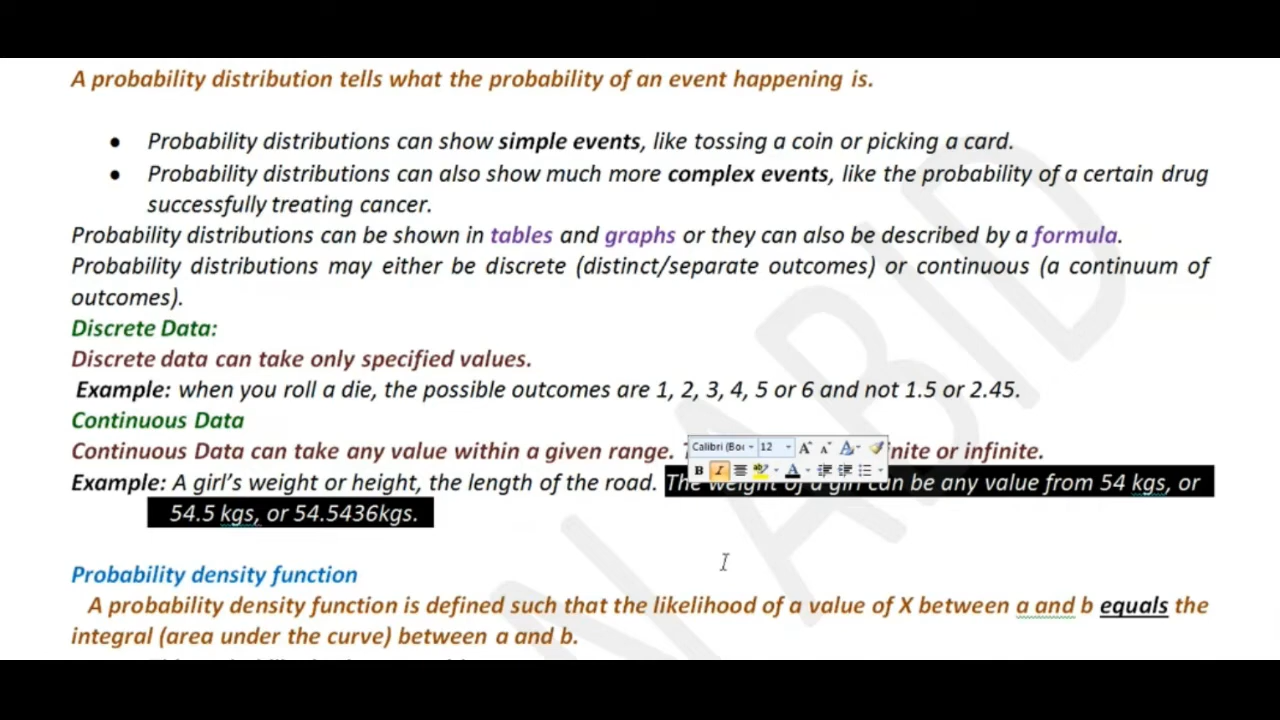 A probability distribution tells what the probability of an event happening is.
• Probability distributions can show simple events, like tossing a coin or picking a card.
• Probability distributions can also show much more complex events, like the probability of a certain drug
successfully treating cancer.
Probability distributions can be shown in tables and graphs or they can also be described by a formula.
Probability distributions may either be discrete (distinct/separate outcomes) or continuous (a continuum of
outcomes).
Discrete Data:
Discrete data can take only specified values.
Example: when you roll a die, the possible outcomes are 1, 2, 3, 4, 5 or 6 and not 1.5 or 2.45.
Continuous Data
Continuous Data can take any value within a given range. nite or infinite.
Calibri (Bo 12
B I A
Example: A girl's weight or height, the length of the road. The weight of a girl can be any value from 54 kgs, or
54.5 kgs, or 54.5436kgs.
Probability density function
A probability density function is defined such that the likelihood of a value of X between a and b equals the
integral (area under the curve) between a and b.
N ABID